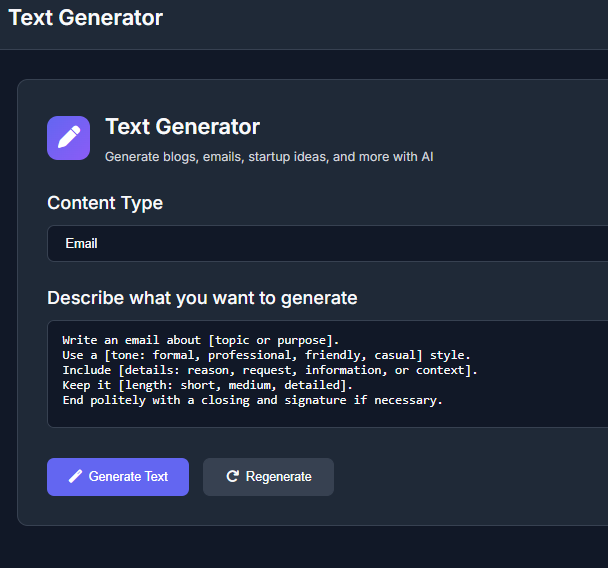 Text Generator
Text Generator
Generate blogs, emails, startup ideas, and more with AI
Content Type
Email
Describe what you want to generate
Write an email about [topic or purpose].
Use a [tone: formal, professional, friendly, casual] style.
Include [details: reason, request, information, or context].
Keep it [length: short, medium, detailed].
End politely with a closing and signature if necessary.
Generate Text
Regenerate